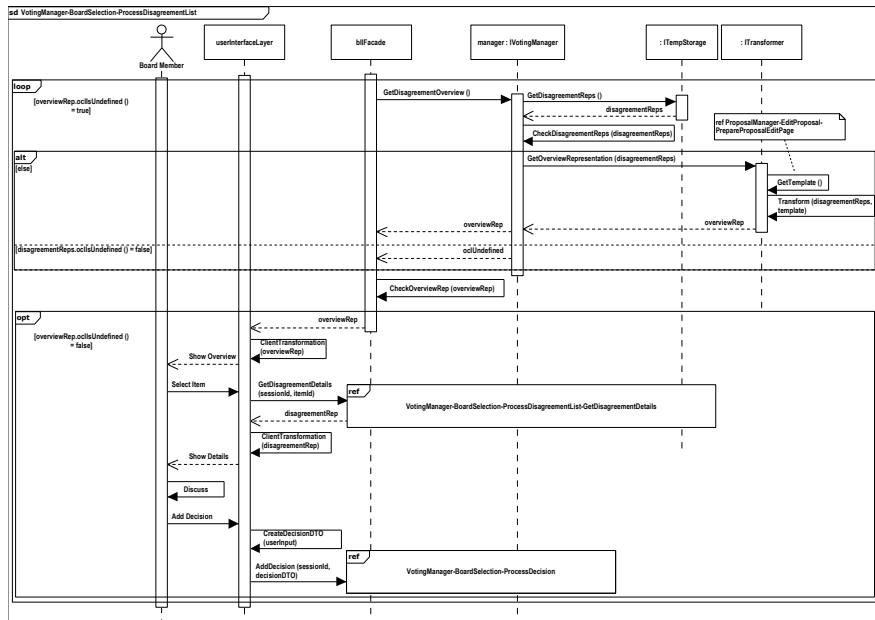 sd VotingManager-BoardSelection-ProcessDisagreementList
userInterfaceLayer
bllFacade
manager : IVotingManager
: ITempStorage
: ITransformer
Board Member
loop
[overviewRep.oclIsUndefined ()
= true]
GetDisagreementOverview ()
GetDisagreementReps ()
disagreementReps
CheckDisagreementReps (disagreementReps)
ref ProposalManager-EditProposal-
PrepareProposalEditPage
alt
[else]
GetOverviewRepresentation (disagreementReps)
GetTemplate ()
Transform (disagreementReps,
template)
overviewRep
overviewRep
[disagreementReps.oclIsUndefined () = false]
oclUndefined
CheckOverviewRep (overviewRep)
opt
[overviewRep.oclIsUndefined ()
= false]
overviewRep
ClientTransformation
(overviewRep)
Show Overview
Select Item
GetDisagreementDetails
(sessionId, itemId)
ref
VotingManager-BoardSelection-ProcessDisagreementList-GetDisagreementDetails
disagreementRep
ClientTransformation
(disagreementRep)
Show Details
Discuss
Add Decision
CreateDecisionDTO
(userInput)
ref
VotingManager-BoardSelection-ProcessDecision
AddDecision (sessionId,
decisionDTO)